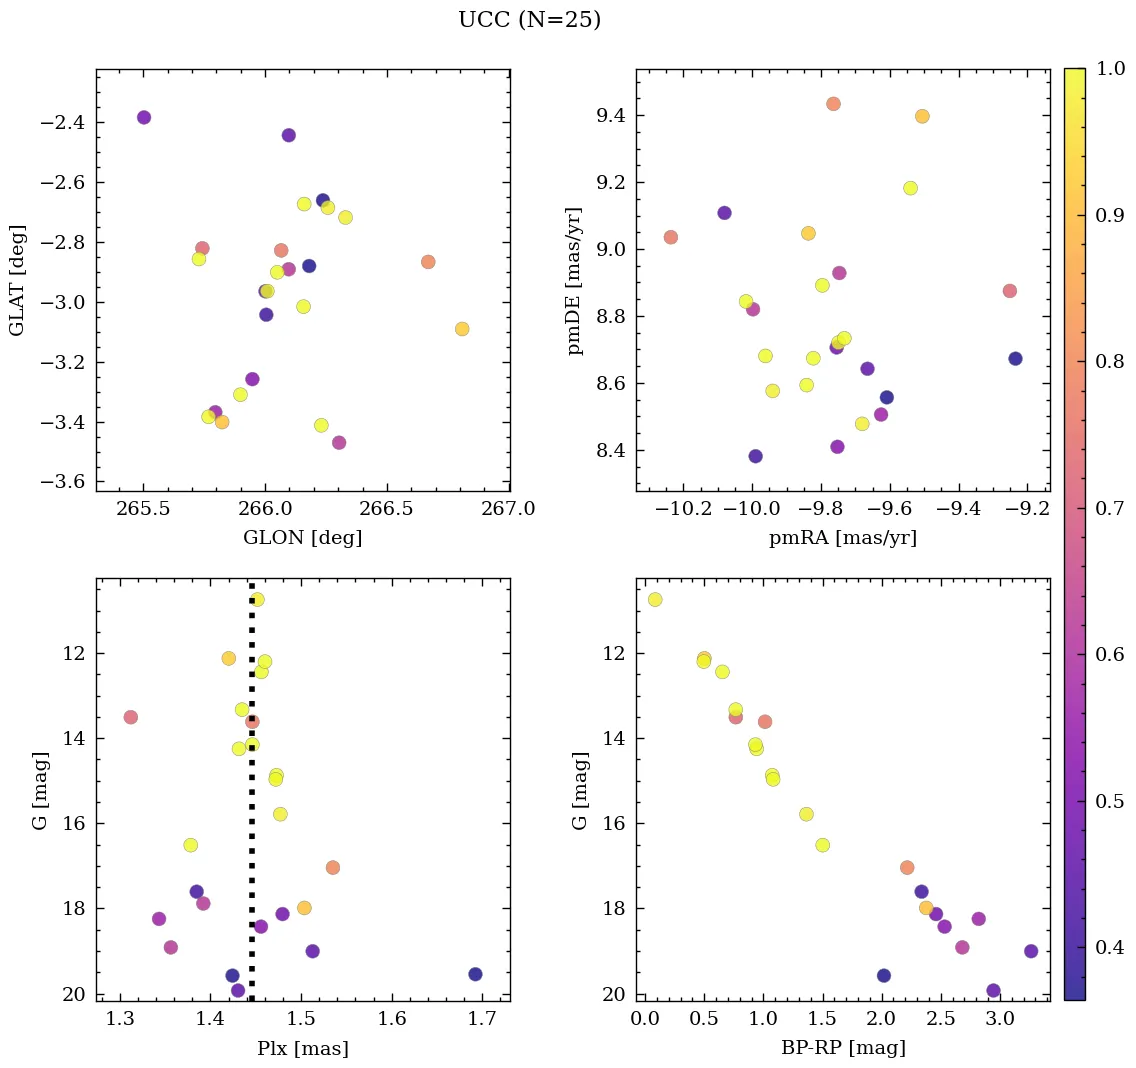 UCC (N=25)
−2.4
−2.6
−2.8
−3.0
−3.2
−3.4
−3.6
GLAT [deg]
265.5 266.0 266.5 267.0
GLON [deg]
9.4
9.2
9.0
8.8
8.6
8.4
pmDE [mas/yr]
−10.2 −10.0 −9.8 −9.6 −9.4 −9.2
pmRA [mas/yr]
12
14
16
18
20
G [mag]
1.3 1.4 1.5 1.6 1.7
Plx [mas]
12
14
16
18
20
G [mag]
0.0 0.5 1.0 1.5 2.0 2.5 3.0
BP-RP [mag]
1.0
0.9
0.8
0.7
0.6
0.5
0.4